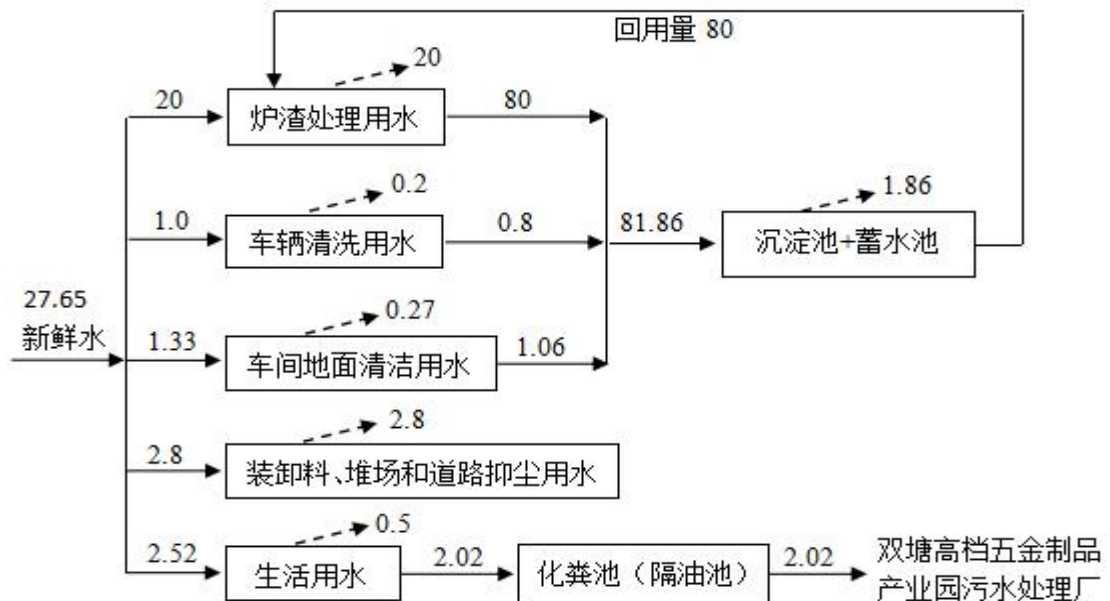 回用量 80
20
20
炉渣处理用水
80
0.2
1.0
车辆清洗用水
0.8
81.86
1.86
沉淀池+蓄水池
27.65
新鲜水
0.27
1.33
车间地面清洁用水
1.06
2.8
2.8
装卸料、堆场和道路抑尘用水
0.5
2.52
生活用水
2.02
化粪池（隔油池）
2.02
双塘高档五金制品
产业园污水处理厂